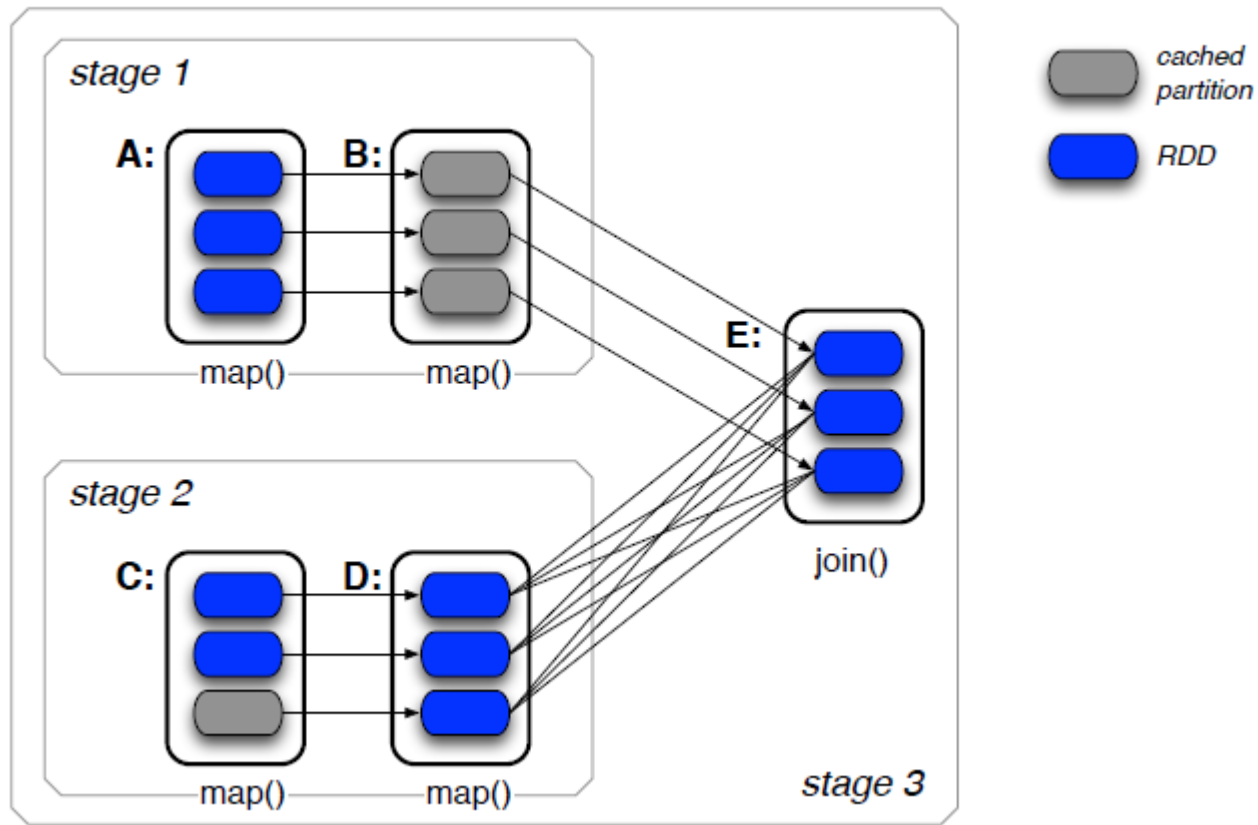 stage 1
A:
B:
map()
map()
cached
partition
RDD
E:
join()
stage 2
C:
D:
map()
map()
stage 3